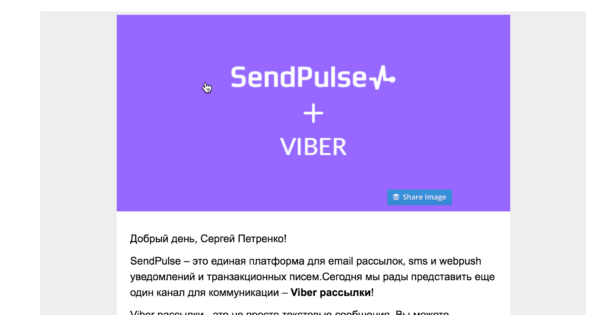 SendPulse
+
VIBER
Share Image
Добрый день, Сергей Петренко!
SendPulse – это единая платформа для email рассылок, sms и webpush
уведомлений и транзакционных писем.Сегодня мы рады представить еще
один канал для коммуникации – Viber рассылки!
Viber рассылки - это не просто текстовые сообщения. Вы можете